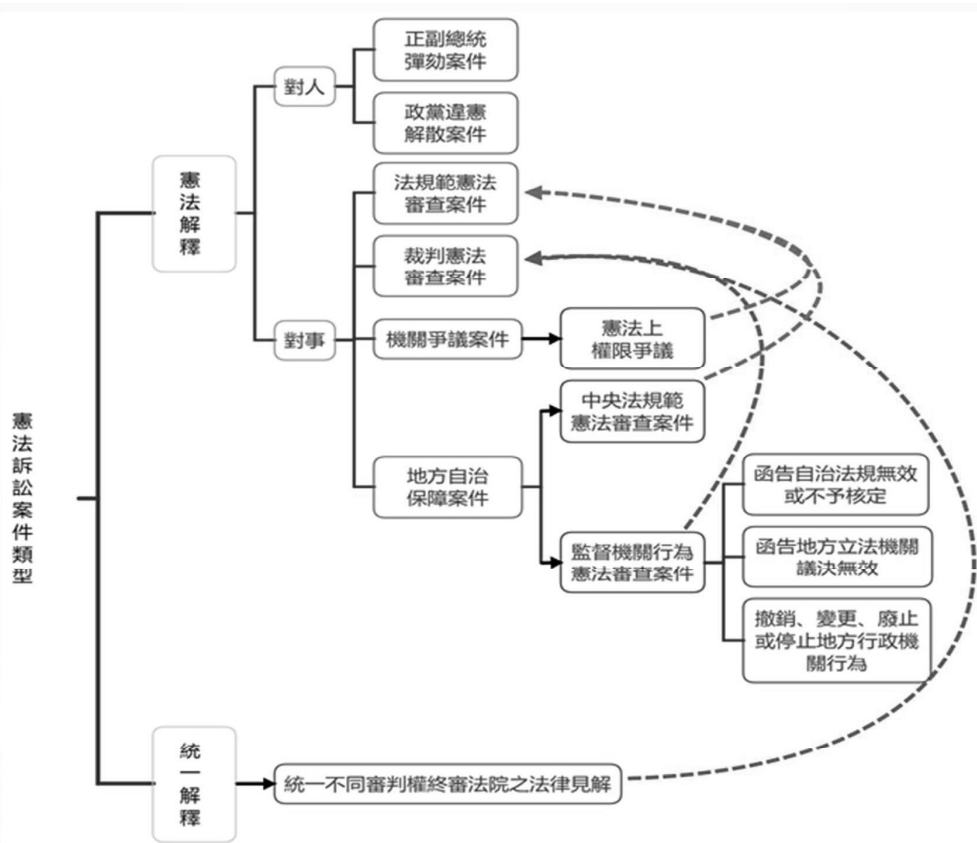 憲法訴訟案件類型
憲法解釋
對人
正副總統
彈劾案件
政黨違憲
解散案件
對事
法規範憲法
審查案件
裁判憲法
審查案件
機關爭議案件
憲法上
權限爭議
地方自治
保障案件
中央法規範
憲法審查案件
監督機關行為
憲法審查案件
函告自治法規無效
或不予核定
函告地方立法機關
議決無效
撤銷、變更、廢止
或停止地方行政機
關行為
統一解釋
統一不同審判權終審法院之法律見解